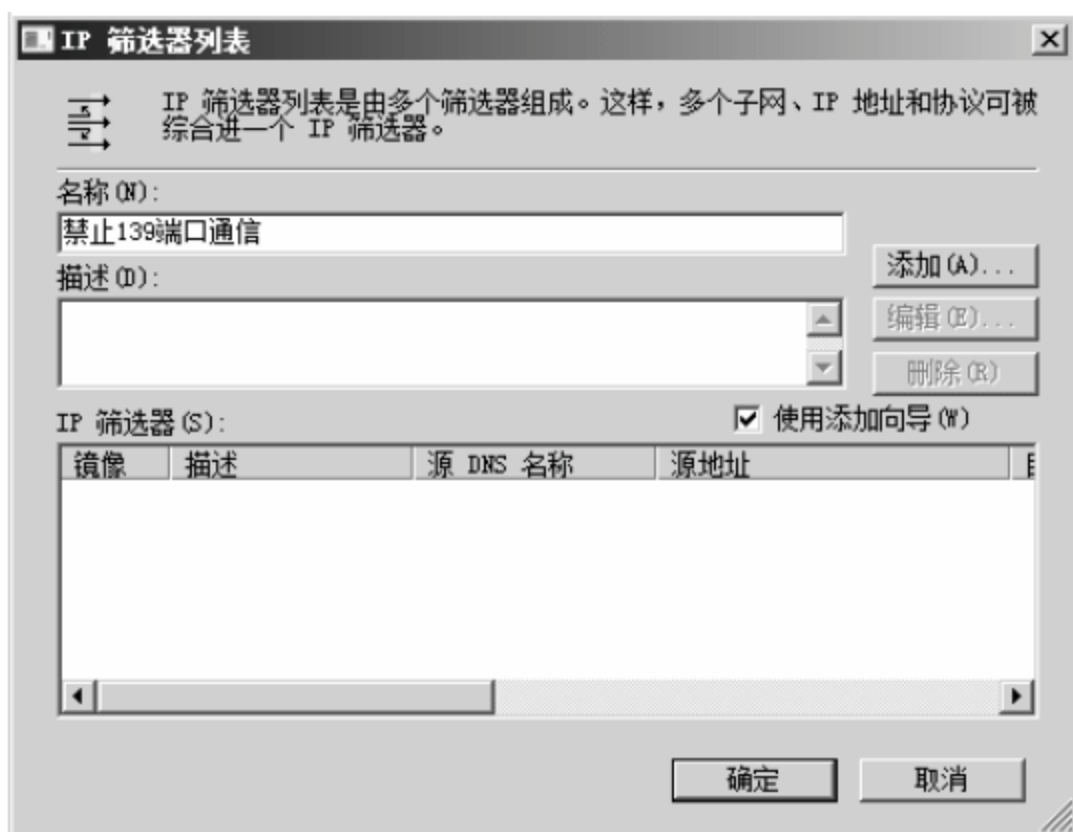 IP 筛选器列表
IP 筛选器列表是由多个筛选器组成。这样，多个子网、IP 地址和协议可被
综合进一个 IP 筛选器。
名称(N):
禁止139端口通信
添加(A)...
描述(D):
编辑(E)...
删除(R)
IP 筛选器(S):
使用添加向导(W)
镜像 描述 源 DNS 名称 源地址
确定 取消